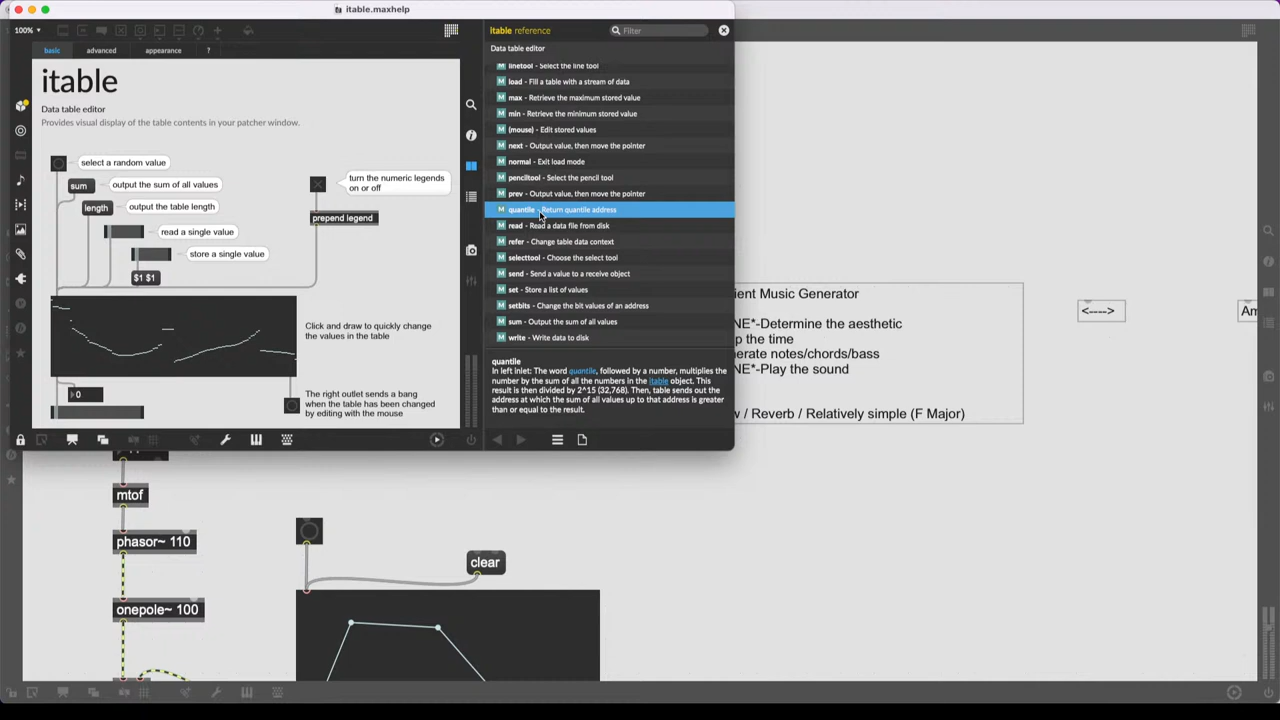 itable.maxhelp
100%
basic
advanced
appearance
?
itable
Data table editor
Provides visual display of the table contents in your patcher window.
select a random value
sum
output the sum of all values
length
output the table length
read a single value
store a single value
$1 $1
turn the numeric legends
on or off
prepend legend
Click and draw to quickly change
the values in the table
0
The right outlet sends a bang
when the table has been changed
by editing with the mouse
itable reference
Filter
Data table editor
linetool - Select the line tool
load - Fill a table with a stream of data
max - Retrieve the maximum stored value
min - Retrieve the minimum stored value
(mouse) - Edit stored values
next - Output value, then move the pointer
normal - Exit load mode
penciltool - Select the pencil tool
prev - Output value, then move the pointer
quantile - Return quantile address
read - Read a data file from disk
refer - Change table data context
selecttool - Choose the select tool
send - Send a value to a receive object
set - Store a list of values
setbits - Change the bit values of an address
sum - Output the sum of all values
write - Write data to disk
quantile
In left inlet: The word quantile, followed by a number, multiplies the
number by the sum of all the numbers in the itable object. This
result is then divided by 2^15 (32,768). Then, table sends out the
address at which the sum of all values up to that address is greater
than or equal to the result.
ient Music Generator
NE*-Determine the aesthetic
p the time
nerate notes/chords/bass
NE*-Play the sound
w / Reverb / Relatively simple (F Major)
<---->
Am
mtof
phasor~ 110
onepole~ 100
clear